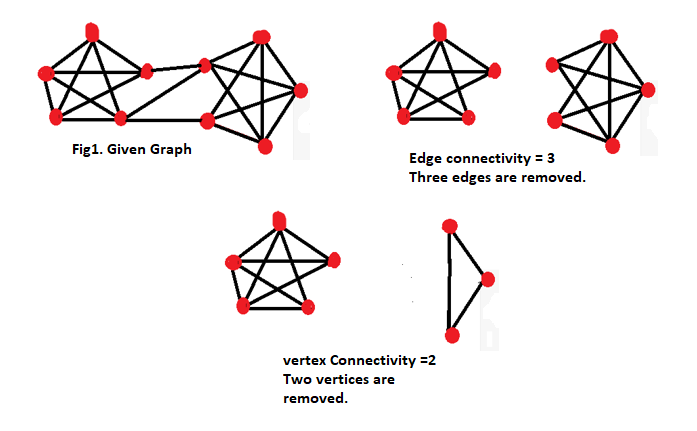 Fig1. Given Graph
Edge connectivity = 3
Three edges are removed.
vertex Connectivity =2
Two vertices are
removed.